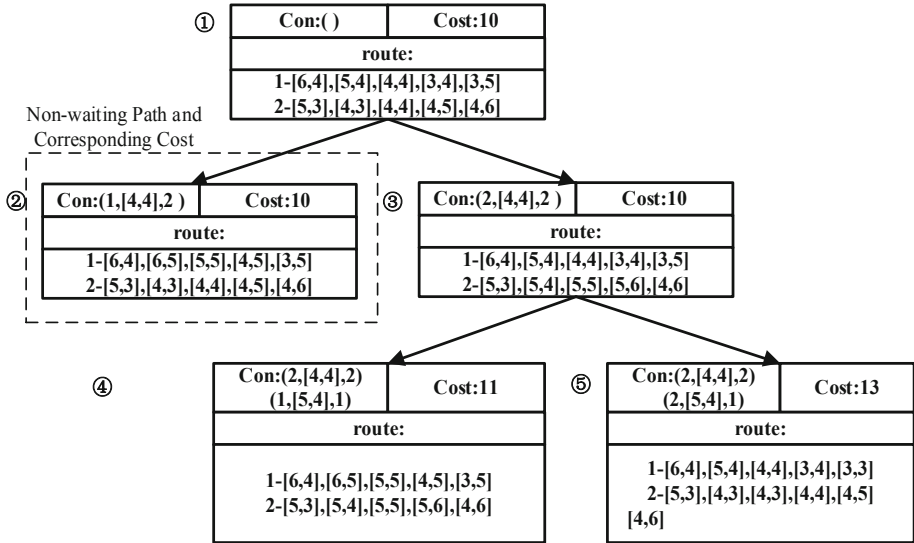 ①
Con:( )
Cost:10
route:
1-[6,4],[5,4],[4,4],[3,4],[3,5]
2-[5,3],[4,3],[4,4],[4,5],[4,6]
Non-waiting Path and
Corresponding Cost
②
Con:(1,[4,4],2 )
Cost:10
route:
1-[6,4],[6,5],[5,5],[4,5],[3,5]
2-[5,3],[4,3],[4,4],[4,5],[4,6]
③
Con:(2,[4,4],2 )
Cost:10
route:
1-[6,4],[5,4],[4,4],[3,4],[3,5]
2-[5,3],[5,4],[5,5],[5,6],[4,6]
④
Con:(2,[4,4],2)
(1,[5,4],1)
Cost:11
route:
1-[6,4],[6,5],[5,5],[4,5],[3,5]
2-[5,3],[5,4],[5,5],[5,6],[4,6]
⑤
Con:(2,[4,4],2)
(2,[5,4],1)
Cost:13
route:
1-[6,4],[5,4],[4,4],[3,4],[3,3]
2-[5,3],[4,3],[4,3],[4,4],[4,5]
[4,6]